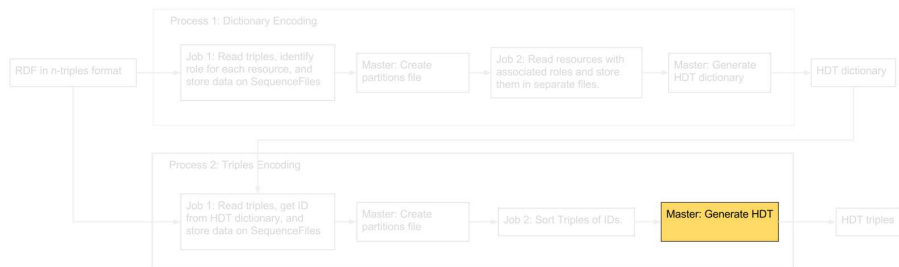 Process 1: Dictionary Encoding
RDF in n-triples format
Job 1: Read triples, identify
role for each resource, and
store data on SequenceFiles
Master: Create
partitions file
Job 2: Read resources with
associated roles and store
them in separate files.
Master: Generate
HDT dictionary
HDT dictionary
Process 2: Triples Encoding
Job 1: Read triples, get ID
from HDT dictionary, and
store data on SequenceFiles
Master: Create
partitions file
Job 2: Sort Triples of IDs.
Master: Generate HDT
HDT triples